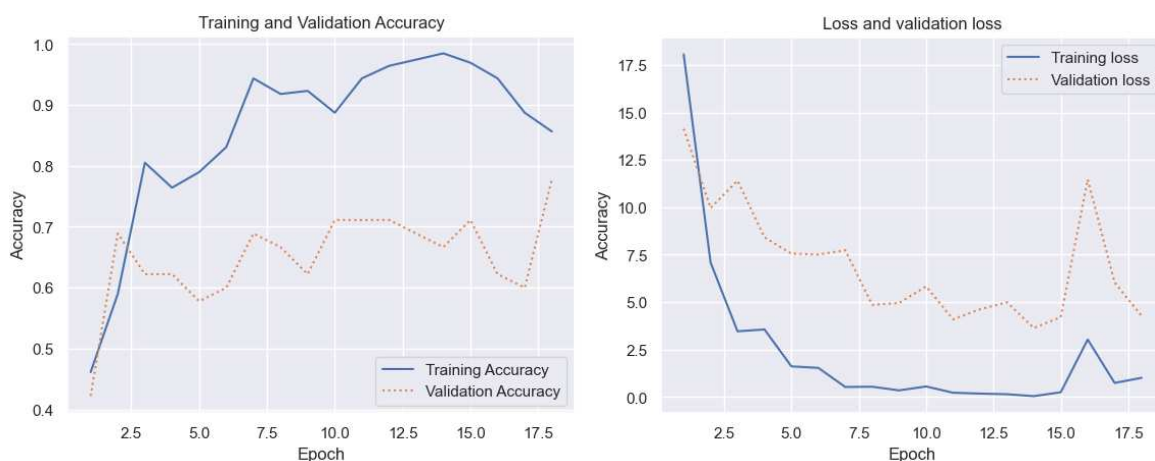 Training and Validation Accuracy
Accuracy
1.0
0.9
0.8
0.7
0.6
0.5
0.4
Training Accuracy
Validation Accuracy
2.5 5.0 7.5 10.0 12.5 15.0 17.5
Epoch
Loss and validation loss
Accuracy
17.5
15.0
12.5
10.0
7.5
5.0
2.5
0.0
Training loss
Validation loss
2.5 5.0 7.5 10.0 12.5 15.0 17.5
Epoch